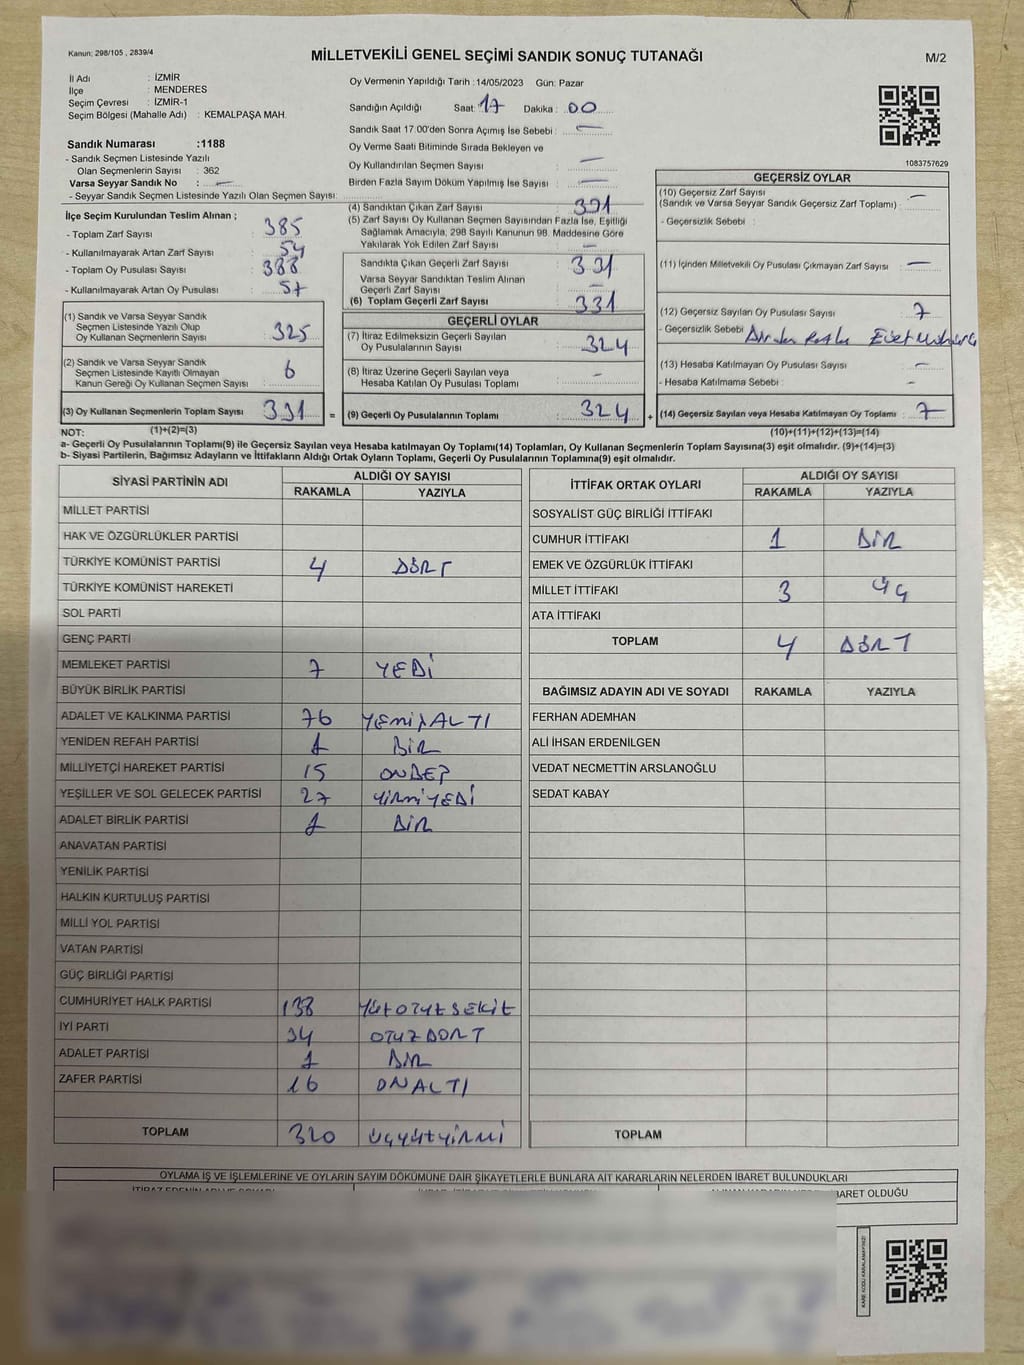 Kanun: 298/105 , 2839/4
MİLLETVEKİLİ GENEL SEÇİMİ SANDIK SONUÇ TUTANAĞI
M/2
İl Adı : İZMİR
İlçe : MENDERES
Seçim Çevresi : İZMİR-1
Seçim Bölgesi (Mahalle Adı) : KEMALPAŞA MAH.
Oy Vermenin Yapıldığı Tarih : 14/05/2023 Gün: Pazar
Sandığın Açıldığı Saat: 17 Dakika : 00
Sandık Saat 17:00'den Sonra Açımış İse Sebebi : —
Oy Verme Saati Bitiminde Sırada Bekleyen ve
Oy Kullandırılan Seçmen Sayısı —
Birden Fazla Sayım Döküm Yapılmış İse Sayısı —
1083757629
Sandık Numarası :1188
- Sandık Seçmen Listesinde Yazılı
Olan Seçmenlerin Sayısı : 362
Varsa Seyyar Sandık No : —
- Seyyar Sandık Seçmen Listesinde Yazılı Olan Seçmen Sayısı:
İlçe Seçim Kurulundan Teslim Alınan ;
- Toplam Zarf Sayısı : 385
- Kullanılmayarak Artan Zarf Sayısı : 54
- Toplam Oy Pusulası Sayısı : 388
- Kullanılmayarak Artan Oy Pusulası : 57
(1) Sandık ve Varsa Seyyar Sandık
Seçmen Listesinde Yazılı Olup
Oy Kullanan Seçmenlerin Sayısı 325
(2) Sandık ve Varsa Seyyar Sandık
Seçmen Listesinde Kayıtlı Olmayan
Kanun Gereği Oy Kullanan Seçmen Sayısı 6
(3) Oy Kullanan Seçmenlerin Toplam Sayısı 331 =
(4) Sandıktan Çıkan Zarf Sayısı 331
(5) Zarf Sayısı Oy Kullanan Seçmen Sayısından Fazla İse, Eşitliği
Sağlamak Amacıyla, 298 Sayılı Kanunun 98. Maddesine Göre
Yakılarak Yok Edilen Zarf Sayısı —
Sandıkta Çıkan Geçerli Zarf Sayısı 331
Varsa Seyyar Sandıktan Teslim Alınan
Geçerli Zarf Sayısı —
(6) Toplam Geçerli Zarf Sayısı 331
GEÇERLİ OYLAR
(7) İtiraz Edilmeksizin Geçerli Sayılan
Oy Pusulalarının Sayısı 324
(8) İtiraz Üzerine Geçerli Sayılan veya
Hesaba Katılan Oy Pusulası Toplamı —
(9) Geçerli Oy Pusulalarının Toplamı 324 +
GEÇERSİZ OYLAR
(10) Geçersiz Zarf Sayısı —
(Sandık ve Varsa Seyyar Sandık Geçersiz Zarf Toplamı) :
- Geçersizlik Sebebi :
(11) İçinden Milletvekili Oy Pusulası Çıkmayan Zarf Sayısı —
(12) Geçersiz Sayılan Oy Pusulası Sayısı : 7
- Geçersizlik Sebebi :
(13) Hesaba Katılmayan Oy Pusulası Sayısı : —
- Hesaba Katılmama Sebebi : —
(14) Geçersiz Sayılan veya Hesaba Katılmayan Oy Toplamı : 7
NOT: (1)+(2)=(3)
(10)+(11)+(12)+(13)=(14)
a- Geçerli Oy Pusulalarının Toplamı(9) ile Geçersiz Sayılan veya Hesaba katılmayan Oy Toplamı(14) Toplamları, Oy Kullanan Seçmenlerin Toplam Sayısına(3) eşit olmalıdır. (9)+(14)=(3)
b- Siyasi Partilerin, Bağımsız Adayların ve İttifakların Aldığı Ortak Oyların Toplamı, Geçerli Oy Pusulalarının Toplamına(9) eşit olmalıdır.
SİYASİ PARTİNİN ADI ALDIĞI OY SAYISI
RAKAMLA YAZIYLA
MİLLET PARTİSİ
HAK VE ÖZGÜRLÜKLER PARTİSİ
TÜRKİYE KOMÜNİST PARTİSİ 4 DÖRT
TÜRKİYE KOMÜNİST HAREKETİ
SOL PARTİ
GENÇ PARTİ
MEMLEKET PARTİSİ 7 YEDİ
BÜYÜK BİRLİK PARTİSİ
ADALET VE KALKINMA PARTİSİ 76 YEMİŞALTI
YENİDEN REFAH PARTİSİ 1 BİR
MİLLİYETÇİ HAREKET PARTİSİ 15 ONBEŞ
YEŞİLLER VE SOL GELECEK PARTİSİ 27 YİRMİYEDİ
ADALET BİRLİK PARTİSİ 1 BİR
ANAVATAN PARTİSİ
YENİLİK PARTİSİ
HALKIN KURTULUŞ PARTİSİ
MİLLİ YOL PARTİSİ
VATAN PARTİSİ
GÜÇ BİRLİĞİ PARTİSİ
CUMHURİYET HALK PARTİSİ 138 YÜZOTUZSEKİZ
İYİ PARTİ 34 OTUZDÖRT
ADALET PARTİSİ 1 BİR
ZAFER PARTİSİ 16 ONALTI
TOPLAM 320 ÜÇYÜZYİRMİ
İTTİFAK ORTAK OYLARI ALDIĞI OY SAYISI
RAKAMLA YAZIYLA
SOSYALİST GÜÇ BİRLİĞİ İTTİFAKI
CUMHUR İTTİFAKI 1 BİR
EMEK VE ÖZGÜRLÜK İTTİFAKI
MİLLET İTTİFAKI 3 ÜÇ
ATA İTTİFAKI
TOPLAM 4 DÖRT
BAĞIMSIZ ADAYIN ADI VE SOYADI RAKAMLA YAZIYLA
FERHAN ADEMHAN
ALİ İHSAN ERDENİLGEN
VEDAT NECMETTİN ARSLANOĞLU
SEDAT KABAY
TOPLAM
OYLAMA İŞ VE İŞLEMLERİNE VE OYLARIN SAYIM DÖKÜMÜNE DAİR ŞİKAYETLERLE BUNLARA AİT KARARLARIN NELERDEN İBARET BULUNDUKLARI
BARET OLDUĞU
KARE KODU KARALAMAYINIZ!